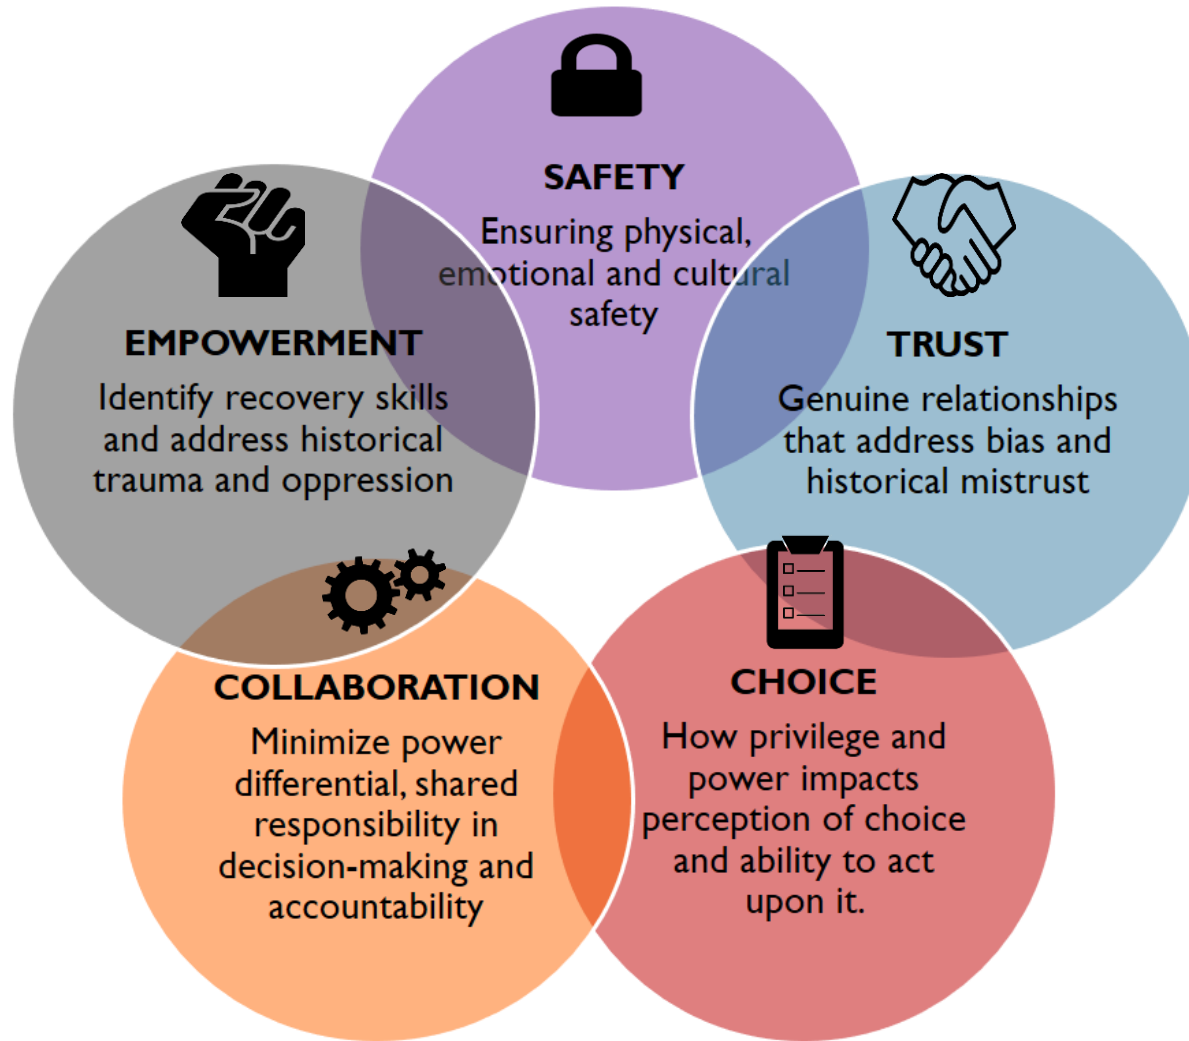 SAFETY
Ensuring physical,
emotional and cultural
safety
TRUST
Genuine relationships
that address bias and
historical mistrust
CHOICE
How privilege and
power impacts
perception of choice
and ability to act
upon it.
COLLABORATION
Minimize power
differential, shared
responsibility in
decision-making and
accountability
EMPOWERMENT
Identify recovery skills
and address historical
trauma and oppression